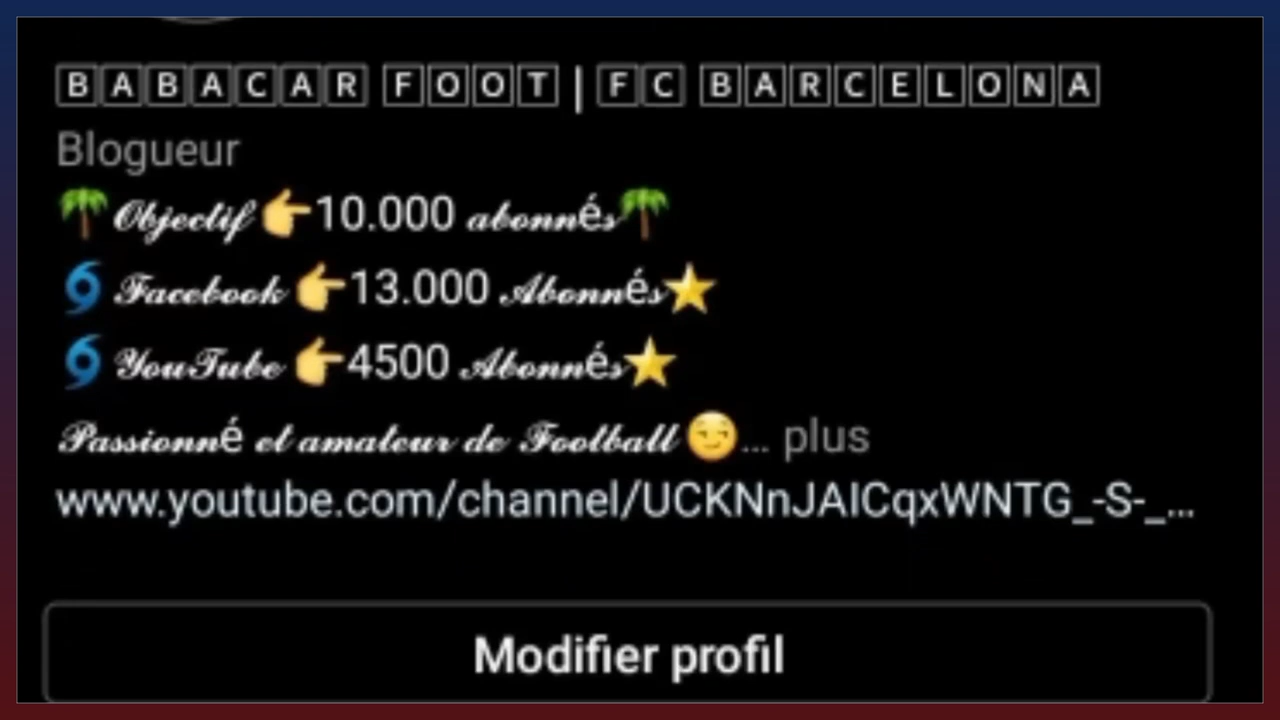 BABACAR FOOT | FC BARCELONA
Blogueur
🌴Objectif 👉10.000 abonnés🌴
🌀 Facebook 👉13.000 Abonnés⭐
🌀 YouTube 👉4500 Abonnés⭐
Passionné et amateur de Football 😏... plus
www.youtube.com/channel/UCKNnJAICqxWNTG_-S-_...
Modifier profil